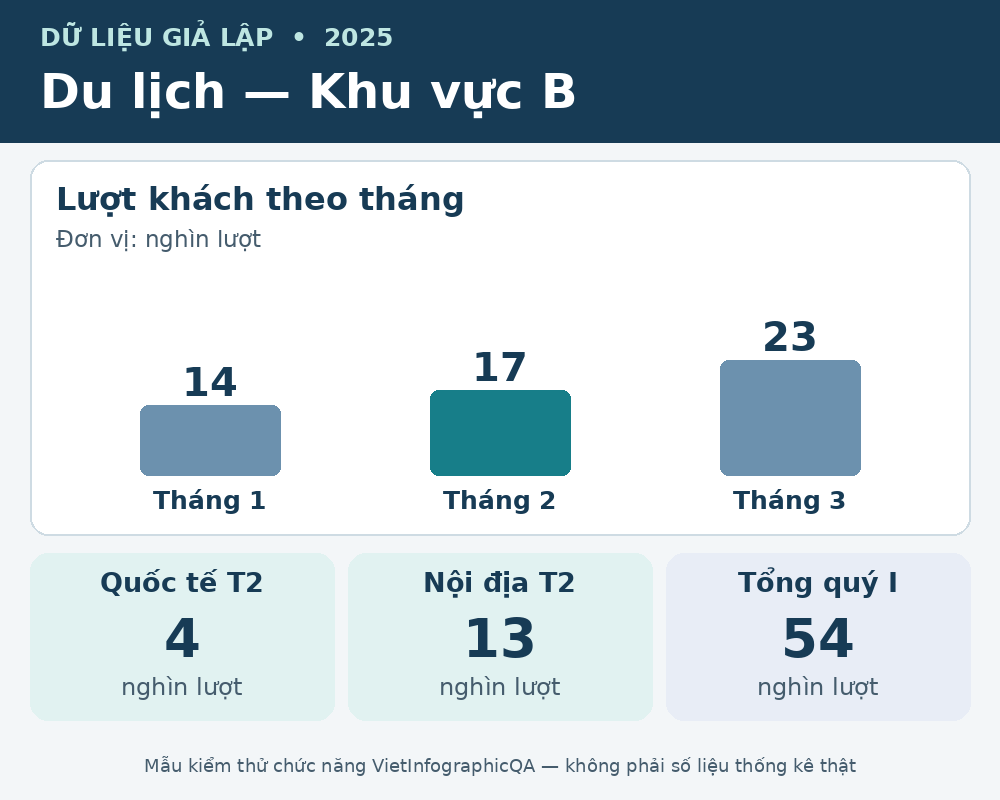 DỮ LIỆU GIẢ LẬP • 2025
Du lịch — Khu vực B
Lượt khách theo tháng
Đơn vị: nghìn lượt
14
17
23
Tháng 1
Tháng 2
Tháng 3
Quốc tế T2
4
nghìn lượt
Nội địa T2
13
nghìn lượt
Tổng quý I
54
nghìn lượt
Mẫu kiểm thử chức năng VietInfographicQA — không phải số liệu thống kê thật